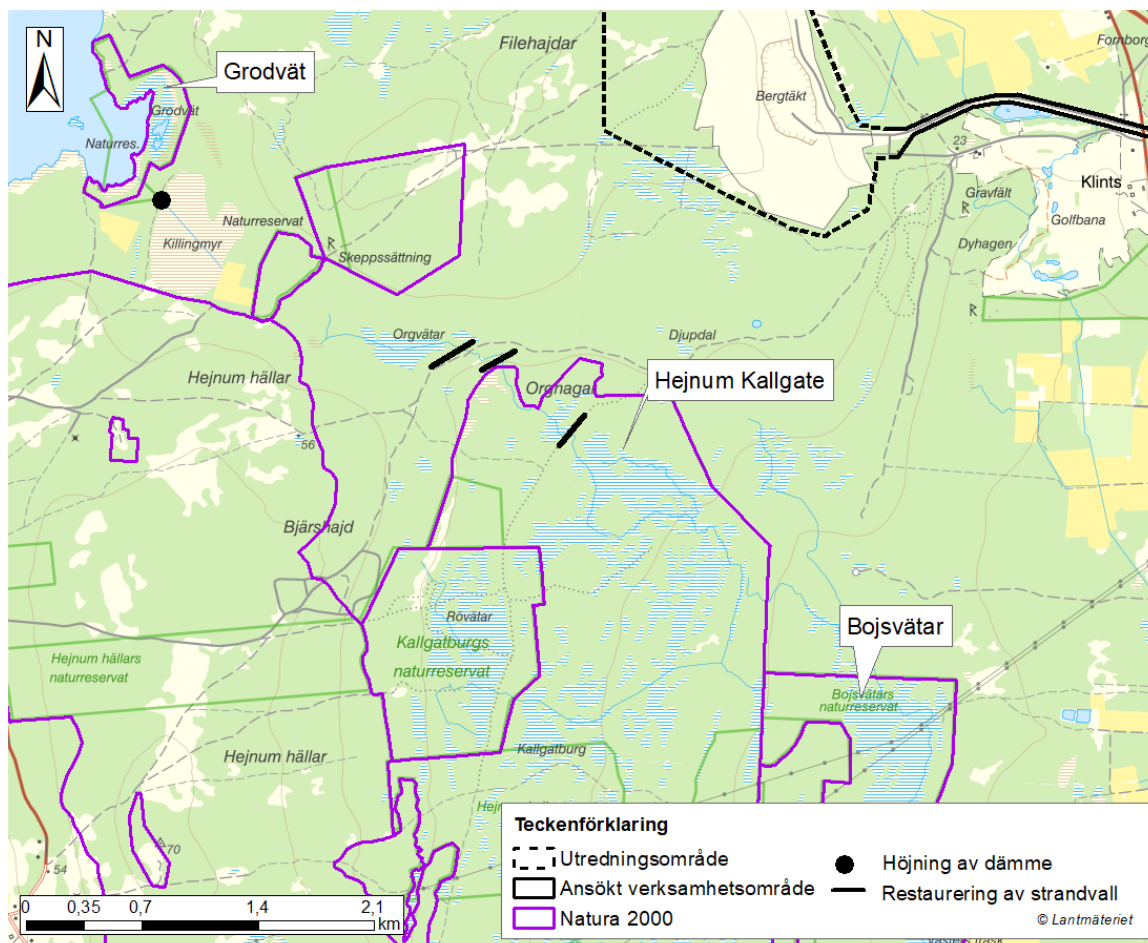 N
Filehajdar
Fornborg
Grodvät
Bergtäkt
Grodvät
Naturres.
23
Klints
Gravfält
Golfbana
R
Dyhagen
Naturreservat
Killingmyr
R
Skeppssättning
R
Orgvätar
Djupdal
Hejnum hällar
Orgnagar
Hejnum Kallgate
56
Bjärshajd
Rövätar
Bojsvätar
Kallgatburgs
naturreservat
Hejnum hällars
naturreservat
Bojsvätars
naturreservat
Hejnum hällar
Kallgatburg
70
54
Teckenförklaring
Utredningsområde
Höjning av dämme
Ansökt verksamhetsområde
Restaurering av strandvall
Natura 2000
© Lantmäteriet
0 0,35 0,7 1,4 2,1
km